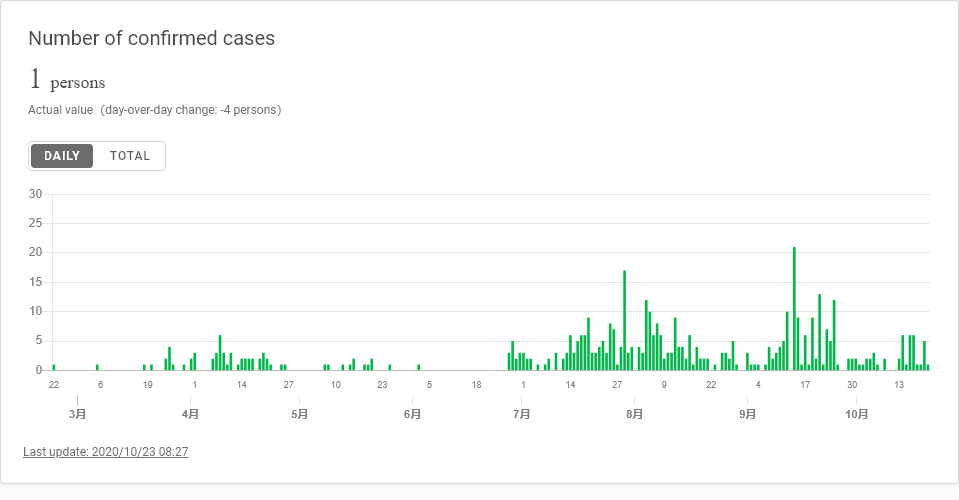 Number of confirmed cases
1 persons
Actual value (day-over-day change: -4 persons)
DAILY TOTAL
30
25
20
15
10
5
0
22 6 19 1 14 27 10 23 5 18 1 14 27 9 22 4 17 30 13
3月 4月 5月 6月 7月 8月 9月 10月
Last update: 2020/10/23 08:27